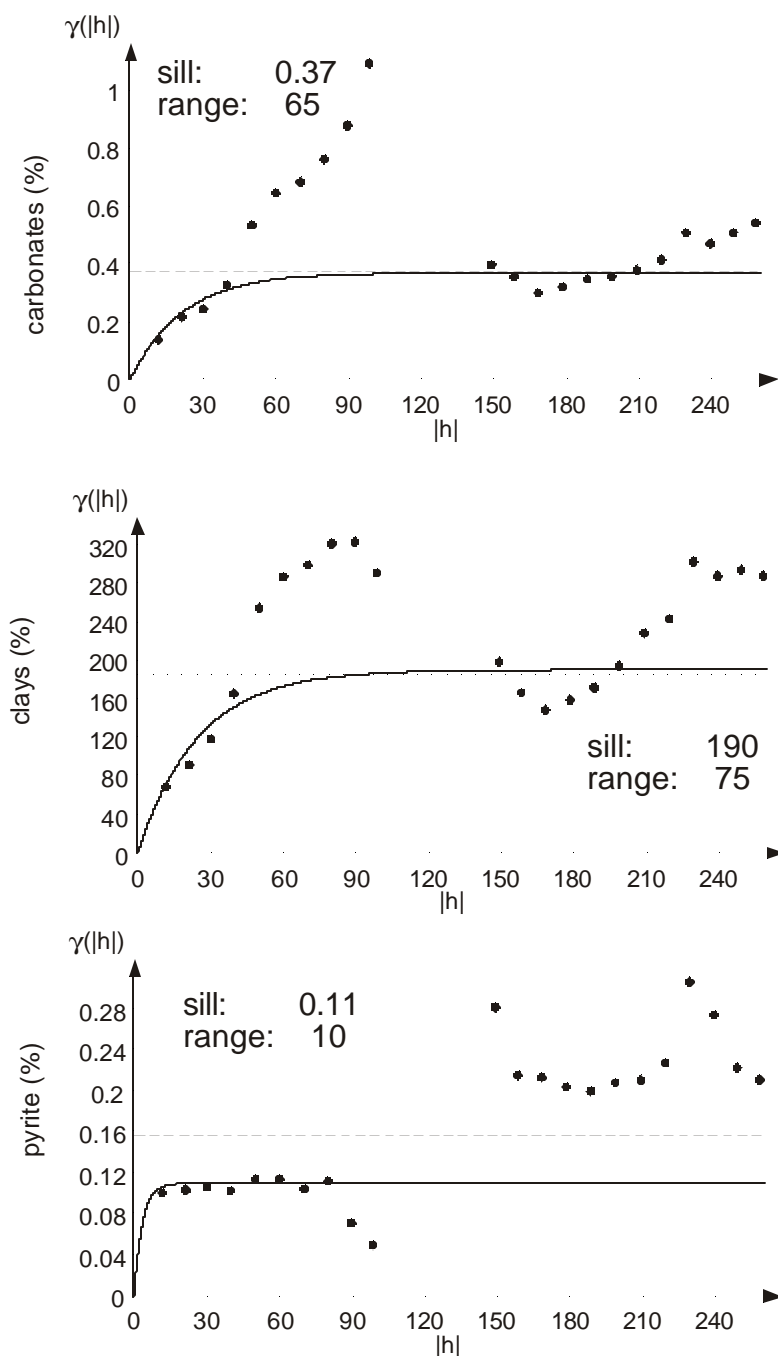 γ(|h|)
sill: 0.37
range: 65
1
0.8
0.6
0.4
0.2
0
carbonates (%)
0 30 60 90 120 150 180 210 240
|h|
γ(|h|)
320
280
240
200
160
120
80
40
0
clays (%)
sill: 190
range: 75
0 30 60 90 120 150 180 210 240
|h|
γ(|h|)
sill: 0.11
range: 10
0.28
0.24
0.2
0.16
0.12
0.08
0.04
0
pyrite (%)
0 30 60 90 120 150 180 210 240
|h|